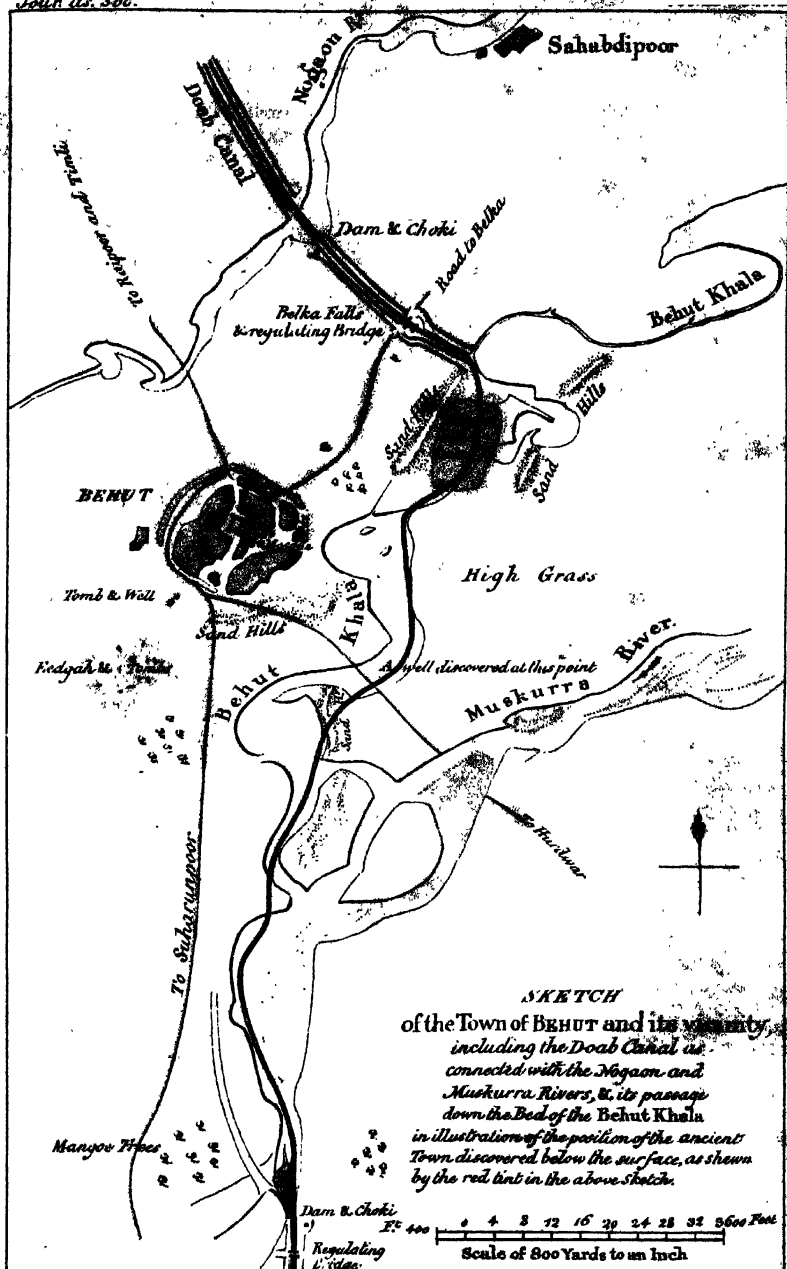 Sahabdipoor
Nogaon R.
Doab Canal
To Raipoor and Timli
Dam & Choki
Road to Belka
Belka Falls
& regulating Bridge
Behut Khala
Hills
Sand Hills
Sand
BEHUT
High Grass
Tomb & Well
Sand Hills
Khala
Eedgah & Tombs
A well discovered at this point
Behut
Muskurra River.
Sand
To Hurdwar
To Saharunpoor
SKETCH
of the Town of BEHUT and its vicinity,
including the Doab Canal as
connected with the Nogaon and
Muskurra Rivers, & its passage
down the Bed of the Behut Khala
in illustration of the position of the ancient
Town discovered below the surface, as shewn
by the red tint in the above Sketch.
Mangoe Trees
Dam & Choki
Regulating
Ft. 400 0 4 8 12 16 20 24 28 32 3600 Feet
Scale of 800 Yards to an Inch